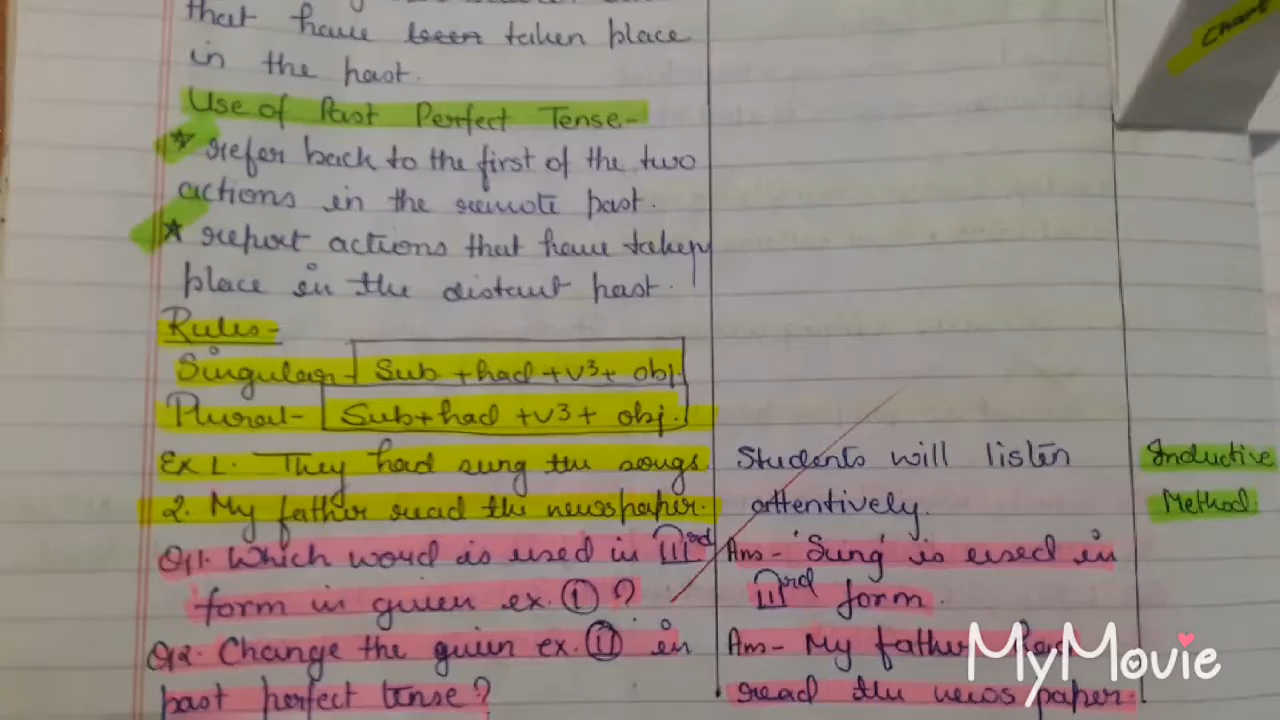 that have been taken place
in the past.
Use of Past Perfect Tense-
★ refer back to the first of the two
actions in the remote past.
★ report actions that have taken
place in the distant past.
Rules-
Singular- Sub + had + v³ + obj.
Plural- Sub + had + v³ + obj.
Ex 1. They had sung the songs.
2. My father read the newspaper.
Q1. Which word is used in IIIrd
form in given ex. I ?
Q2. Change the given ex. II in
past perfect tense?
Students will listen
attentively.
Ans- 'Sung' is used in
IIIrd form.
Ans- My father had
read the news paper.
Inductive
Method.
Chart
MyMovie